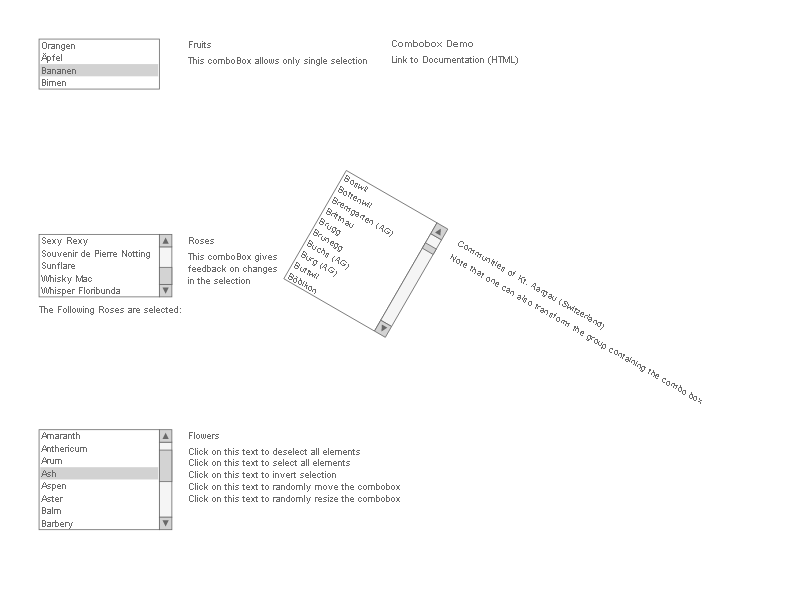 Orangen
Äpfel
Bananen
Birnen
Fruits
This comboBox allows only single selection
Combobox Demo
Link to Documentation (HTML)
Sexy Rexy
Souvenir de Pierre Notting
Sunflare
Whisky Mac
Whisper Floribunda
The Following Roses are selected:
Roses
This comboBox gives
feedback on changes
in the selection
Boswil
Bottenwil
Bremgarten (AG)
Brittnau
Brugg
Brunegg
Buchs (AG)
Burg (AG)
Buttwil
Böbikon
Communities of Kt. Aargau (Switzerland)
Note that one can also transform the group containing the combo box
Amaranth
Anthericum
Arum
Ash
Aspen
Aster
Balm
Barbery
Flowers
Click on this text to deselect all elements
Click on this text to select all elements
Click on this text to invert selection
Click on this text to randomly move the combobox
Click on this text to randomly resize the combobox